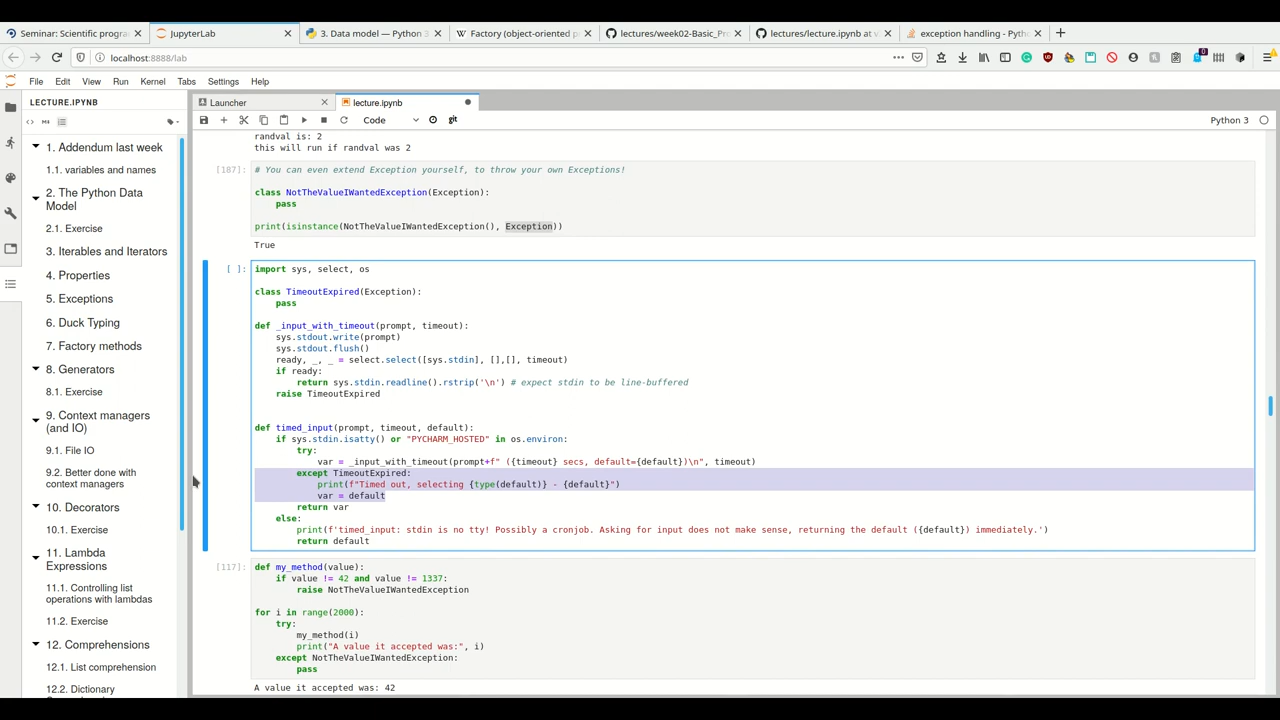 Seminar: Scientific progra
JupyterLab
3. Data model — Python 3
Factory (object-oriented p
lectures/week02-Basic_Pr
lectures/lecture.ipynb at v
exception handling - Pyth
localhost:8888/lab
File Edit View Run Kernel Tabs Settings Help
LECTURE.IPYNB
1. Addendum last week
1.1. variables and names
2. The Python Data
Model
2.1. Exercise
3. Iterables and Iterators
4. Properties
5. Exceptions
6. Duck Typing
7. Factory methods
8. Generators
8.1. Exercise
9. Context managers
(and IO)
9.1. File IO
9.2. Better done with
context managers
10. Decorators
10.1. Exercise
11. Lambda
Expressions
11.1. Controlling list
operations with lambdas
11.2. Exercise
12. Comprehensions
12.1. List comprehension
12.2. Dictionary
Launcher
lecture.ipynb
Code
git
Python 3
randval is: 2
this will run if randval was 2
[187]:
# You can even extend Exception yourself, to throw your own Exceptions!
class NotTheValueIWantedException(Exception):
    pass
print(isinstance(NotTheValueIWantedException(), Exception))
True
[ ]:
import sys, select, os
class TimeoutExpired(Exception):
    pass
def _input_with_timeout(prompt, timeout):
    sys.stdout.write(prompt)
    sys.stdout.flush()
    ready, _, _ = select.select([sys.stdin], [],[], timeout)
    if ready:
        return sys.stdin.readline().rstrip('\n') # expect stdin to be line-buffered
    raise TimeoutExpired
def timed_input(prompt, timeout, default):
    if sys.stdin.isatty() or "PYCHARM_HOSTED" in os.environ:
        try:
            var = _input_with_timeout(prompt+f" ({timeout} secs, default={default})\n", timeout)
        except TimeoutExpired:
            print(f"Timed out, selecting {type(default)} - {default}")
            var = default
        return var
    else:
        print(f'timed_input: stdin is no tty! Possibly a cronjob. Asking for input does not make sense, returning the default ({default}) immediately.')
        return default
[117]:
def my_method(value):
    if value != 42 and value != 1337:
        raise NotTheValueIWantedException
for i in range(2000):
    try:
        my_method(i)
        print("A value it accepted was:", i)
    except NotTheValueIWantedException:
        pass
A value it accepted was: 42